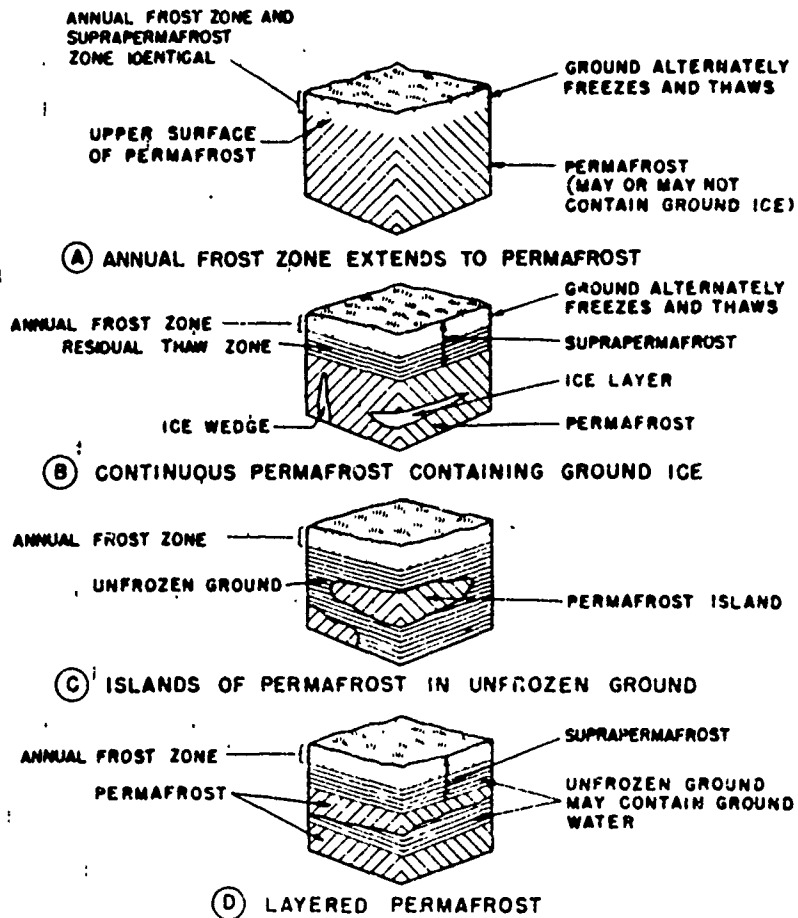 ANNUAL FROST ZONE AND
SUPRAPERMAFROST
ZONE IDENTICAL
GROUND ALTERNATELY
FREEZES AND THAWS
UPPER SURFACE
OF PERMAFROST
PERMAFROST
(MAY OR MAY NOT
CONTAIN GROUND ICE)
A ANNUAL FROST ZONE EXTENDS TO PERMAFROST
GROUND ALTERNATELY
FREEZES AND THAWS
ANNUAL FROST ZONE
RESIDUAL THAW ZONE
SUPRAPERMAFROST
ICE LAYER
ICE WEDGE
PERMAFROST
B CONTINUOUS PERMAFROST CONTAINING GROUND ICE
ANNUAL FROST ZONE
UNFROZEN GROUND
PERMAFROST ISLAND
C ISLANDS OF PERMAFROST IN UNFROZEN GROUND
SUPRAPERMAFROST
ANNUAL FROST ZONE
PERMAFROST
UNFROZEN GROUND
MAY CONTAIN GROUND
WATER
D LAYERED PERMAFROST